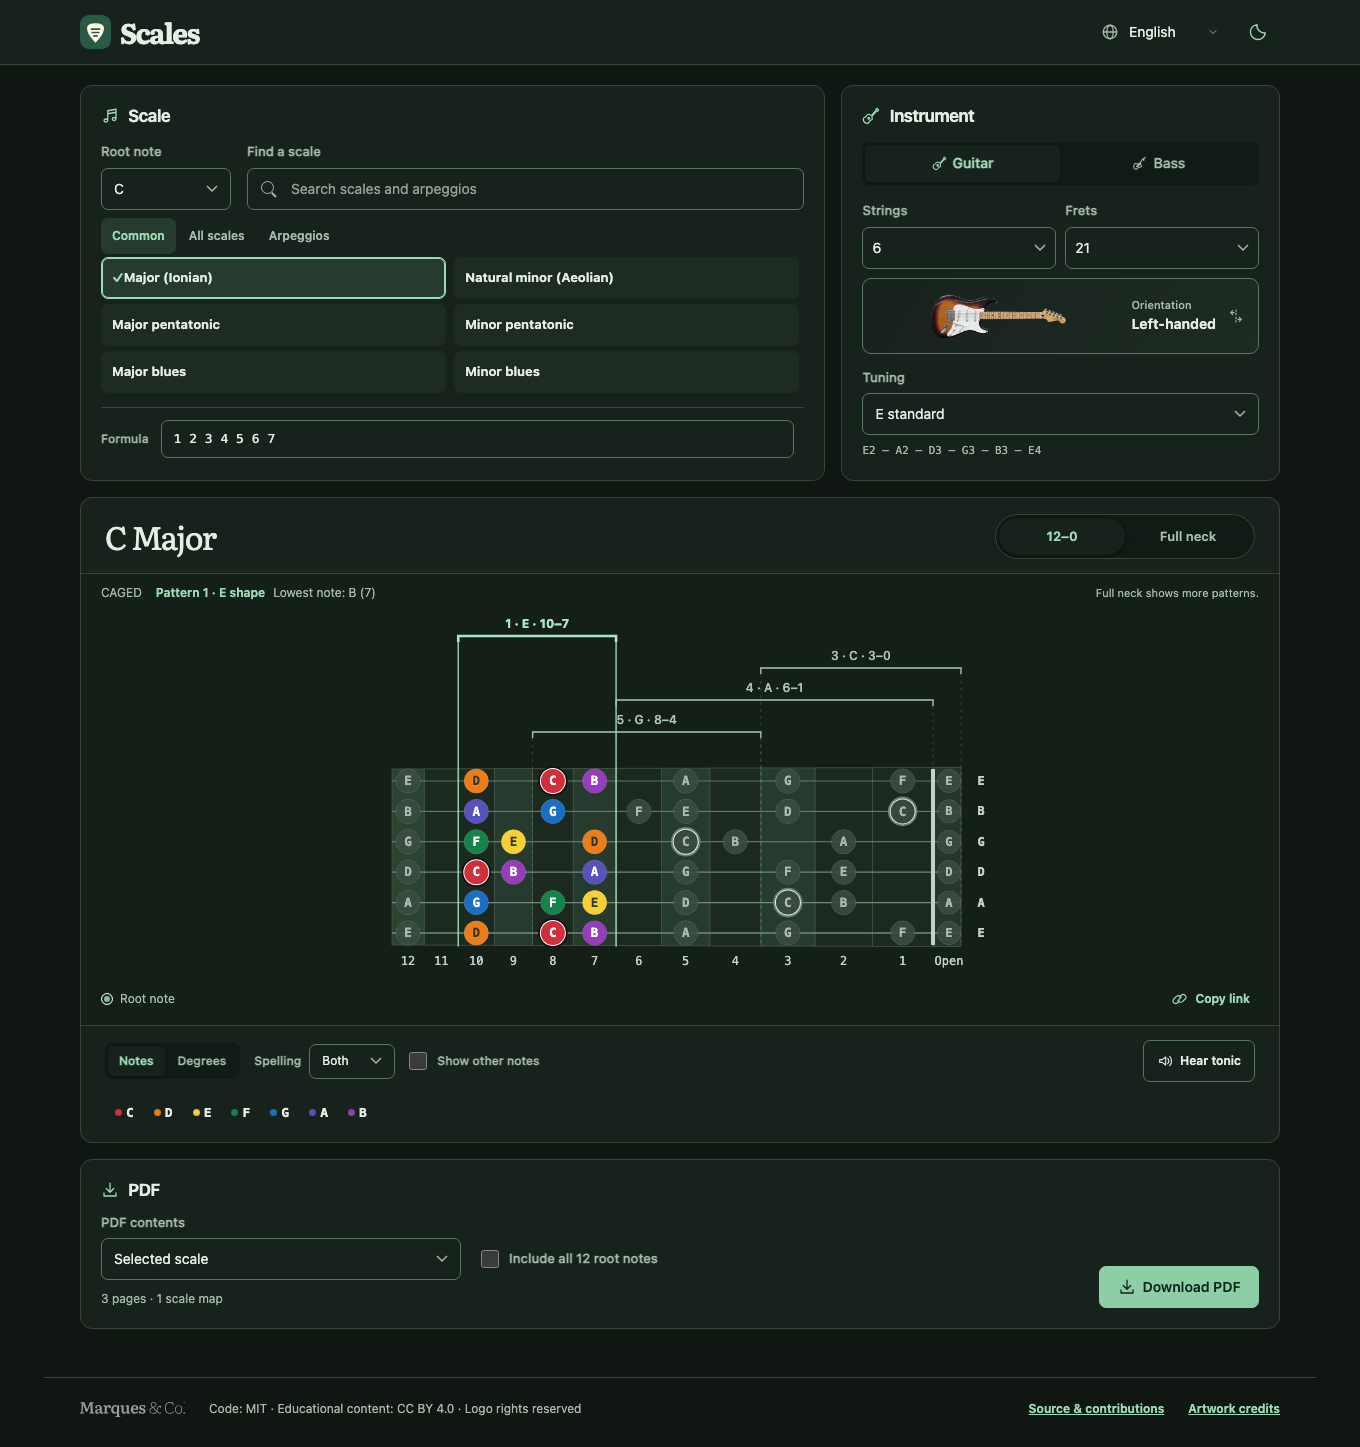 Scales
English
Scale
Root note
Find a scale
C
Search scales and arpeggios
Common
All scales
Arpeggios
Major (Ionian)
Natural minor (Aeolian)
Major pentatonic
Minor pentatonic
Major blues
Minor blues
Formula
1 2 3 4 5 6 7
Instrument
Guitar
Bass
Strings
Frets
6
21
Orientation
Left-handed
Tuning
E standard
E2 — A2 — D3 — G3 — B3 — E4
C Major
12–0
Full neck
CAGED Pattern 1 · E shape Lowest note: B (7)
Full neck shows more patterns.
1 · E · 10–7
3 · C · 3–0
4 · A · 6–1
5 · G · 8–4
E D C B A G F E E
B A G F E D C B B
G F E D C B A G G
D C B A G F E D D
A G F E D C B A A
E D C B A G F E E
12 11 10 9 8 7 6 5 4 3 2 1 Open
Root note
Copy link
Notes
Degrees
Spelling
Both
Show other notes
Hear tonic
C D E F G A B
PDF
PDF contents
Selected scale
Include all 12 root notes
3 pages · 1 scale map
Download PDF
Marques & Co.
Code: MIT · Educational content: CC BY 4.0 · Logo rights reserved
Source & contributions
Artwork credits